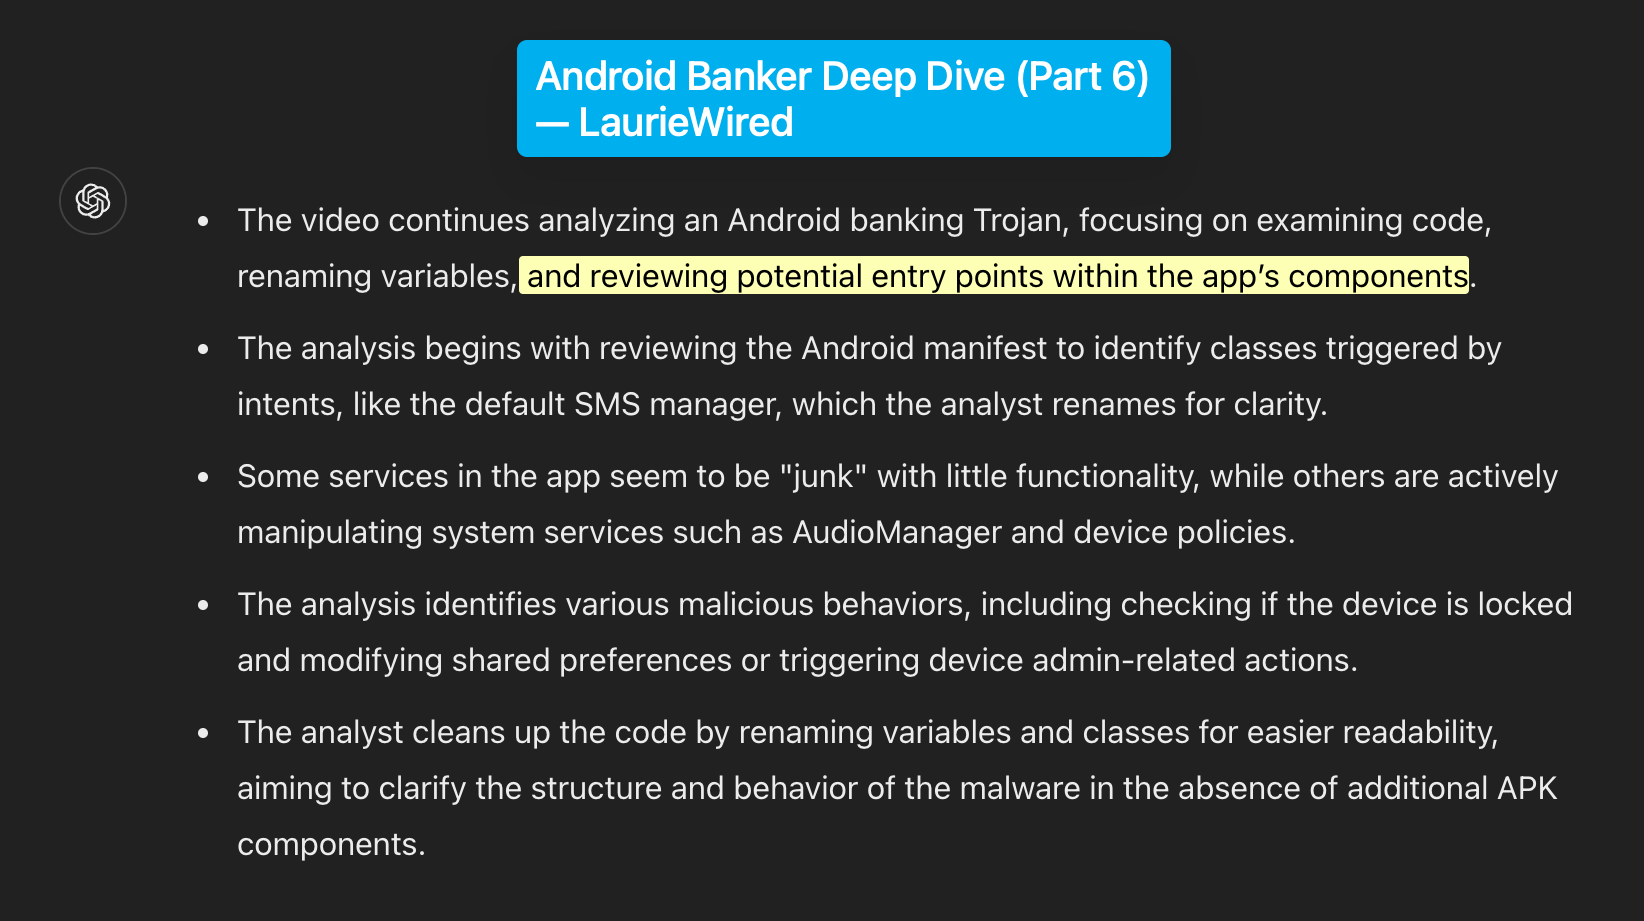 Android Banker Deep Dive (Part 6)
— LaurieWired
• The video continues analyzing an Android banking Trojan, focusing on examining code,
renaming variables, and reviewing potential entry points within the app’s components.
• The analysis begins with reviewing the Android manifest to identify classes triggered by
intents, like the default SMS manager, which the analyst renames for clarity.
• Some services in the app seem to be "junk" with little functionality, while others are actively
manipulating system services such as AudioManager and device policies.
• The analysis identifies various malicious behaviors, including checking if the device is locked
and modifying shared preferences or triggering device admin-related actions.
• The analyst cleans up the code by renaming variables and classes for easier readability,
aiming to clarify the structure and behavior of the malware in the absence of additional APK
components.